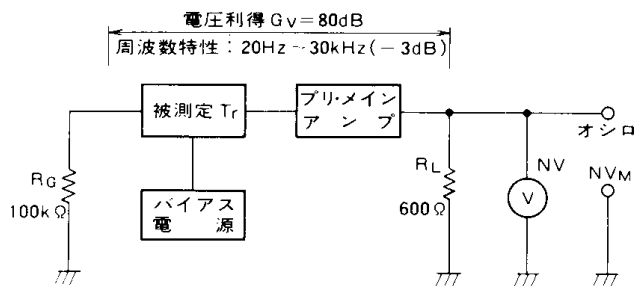 電圧利得 Gv=80dB
周波数特性：20Hz～30kHz(－3dB)
被測定 Tr
プリ・メイン
アンプ
オシロ
RG
100kΩ
バイアス
電源
RL
600Ω
NV
V
NVM